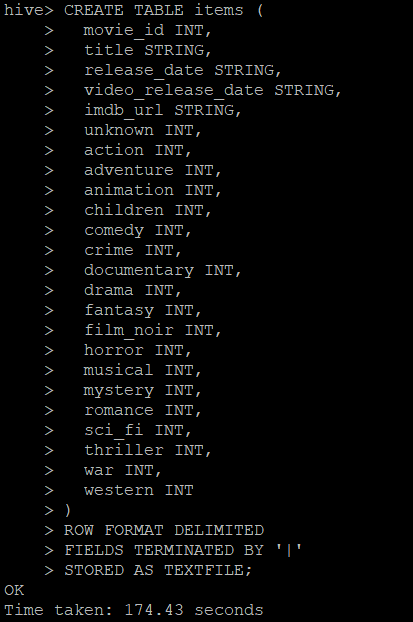 hive> CREATE TABLE items (
    >   movie_id INT,
    >   title STRING,
    >   release_date STRING,
    >   video_release_date STRING,
    >   imdb_url STRING,
    >   unknown INT,
    >   action INT,
    >   adventure INT,
    >   animation INT,
    >   children INT,
    >   comedy INT,
    >   crime INT,
    >   documentary INT,
    >   drama INT,
    >   fantasy INT,
    >   film_noir INT,
    >   horror INT,
    >   musical INT,
    >   mystery INT,
    >   romance INT,
    >   sci_fi INT,
    >   thriller INT,
    >   war INT,
    >   western INT
    > )
    > ROW FORMAT DELIMITED
    > FIELDS TERMINATED BY '|'
    > STORED AS TEXTFILE;
OK
Time taken: 174.43 seconds